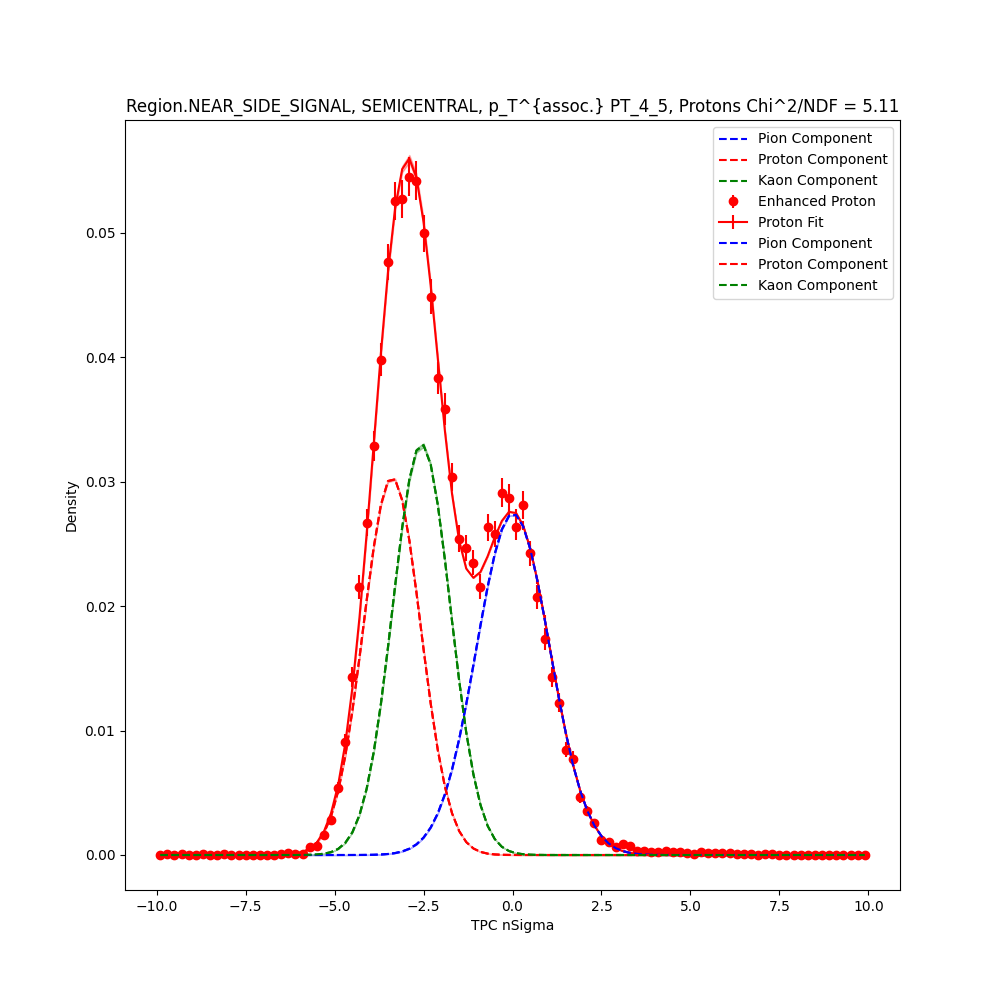 Region.NEAR_SIDE_SIGNAL, SEMICENTRAL, p_T^{assoc.} PT_4_5, Protons Chi^2/NDF = 5.11
Pion Component
Proton Component
Kaon Component
Enhanced Proton
Proton Fit
Pion Component
Proton Component
Kaon Component
0.05
0.04
0.03
0.02
0.01
0.00
Density
−10.0 −7.5 −5.0 −2.5 0.0 2.5 5.0 7.5 10.0
TPC nSigma